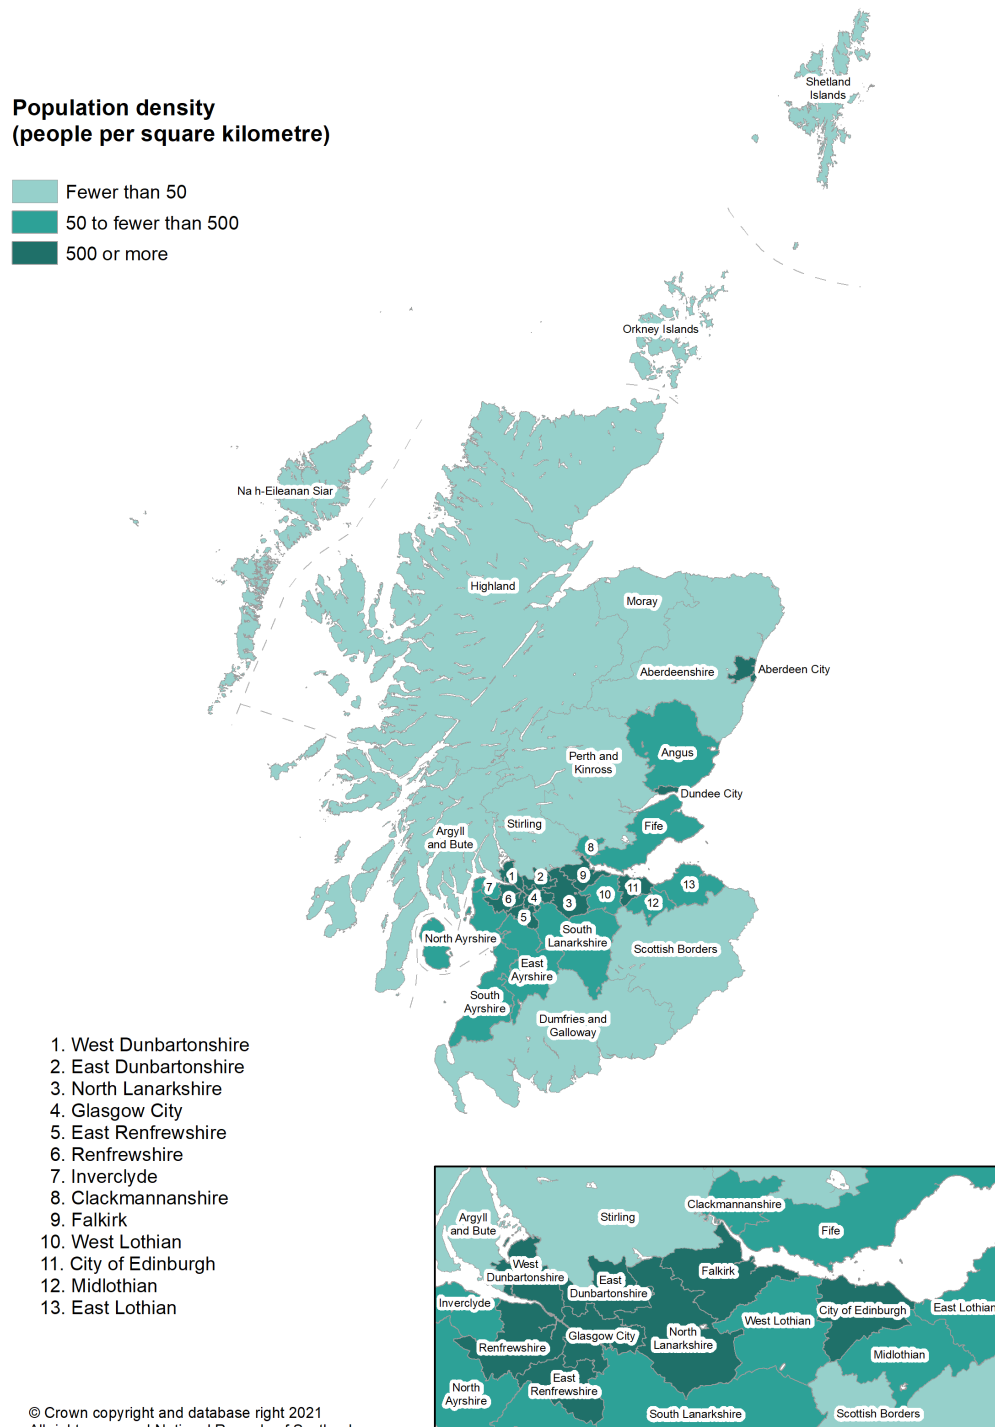 Population density
(people per square kilometre)
Fewer than 50
50 to fewer than 500
500 or more
Shetland
Islands
Orkney Islands
Na h-Eileanan Siar
Highland
Moray
Aberdeenshire
Aberdeen City
Angus
Perth and
Kinross
Dundee City
Stirling
Fife
Argyll
and Bute
8
1
2
9
7
6
4
3
10
11
12
13
5
North Ayrshire
South
Lanarkshire
Scottish Borders
East
Ayrshire
South
Ayrshire
Dumfries and
Galloway
1. West Dunbartonshire
2. East Dunbartonshire
3. North Lanarkshire
4. Glasgow City
5. East Renfrewshire
6. Renfrewshire
7. Inverclyde
8. Clackmannanshire
9. Falkirk
10. West Lothian
11. City of Edinburgh
12. Midlothian
13. East Lothian
Argyll
and Bute
Stirling
Clackmannanshire
Fife
West
Dunbartonshire
East
Dunbartonshire
Falkirk
Inverclyde
City of Edinburgh
East Lothian
West Lothian
Renfrewshire
Glasgow City
North
Lanarkshire
Midlothian
North
Ayrshire
East
Renfrewshire
South Lanarkshire
Scottish Borders
© Crown copyright and database right 2021